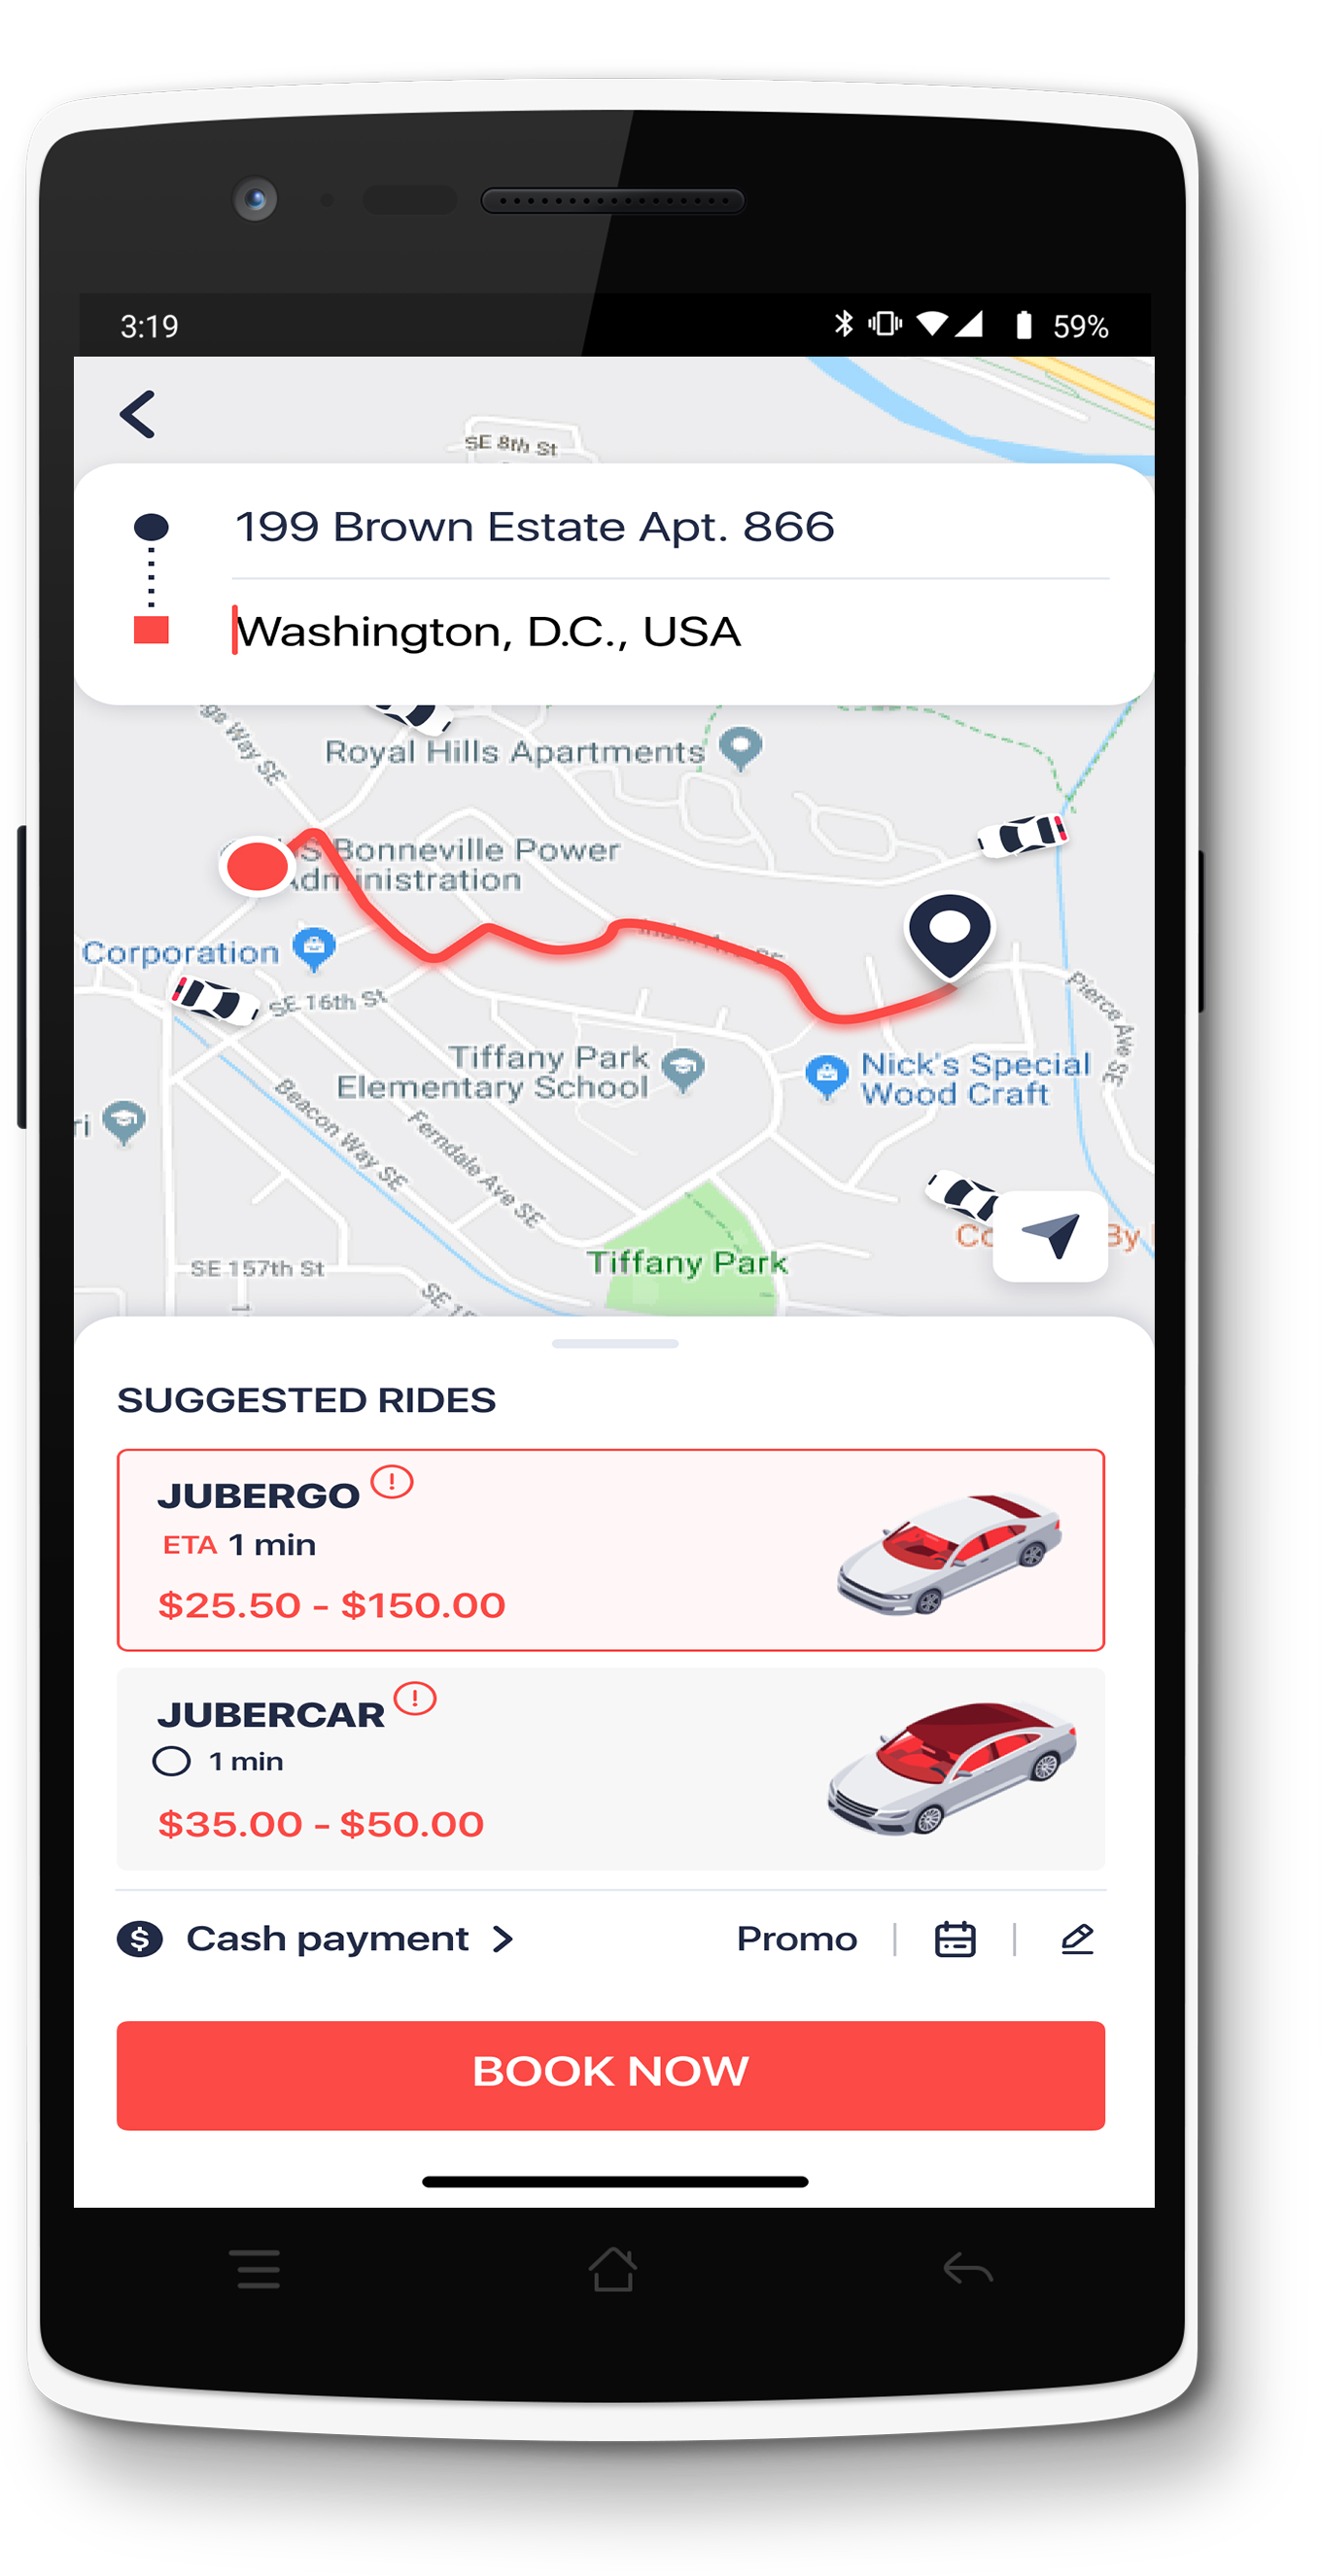 3:19
59%
SE 8th St
199 Brown Estate Apt. 866
Washington, D.C., USA
Way SE
Royal Hills Apartments
Bonneville Power
Administration
Corporation
SE 16th St
Pierce Ave SE
Tiffany Park
Elementary School
Nick's Special
Wood Craft
Beacon Way SE
Ferndale Ave SE
By
SE 157th St
Tiffany Park
SUGGESTED RIDES
JUBERGO !
ETA 1 min
$25.50 - $150.00
JUBERCAR !
1 min
$35.00 - $50.00
$ Cash payment
Promo
BOOK NOW